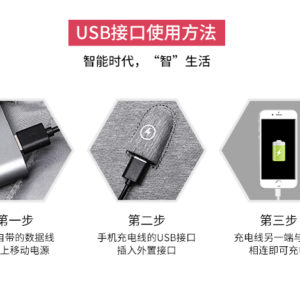 USB接口使用方法
智能时代，“智”生活
第一步
自带的数据线
上移动电源
第二步
手机充电线的USB接口
插入外置接口
第三步
充电线另一端与
相连即可充